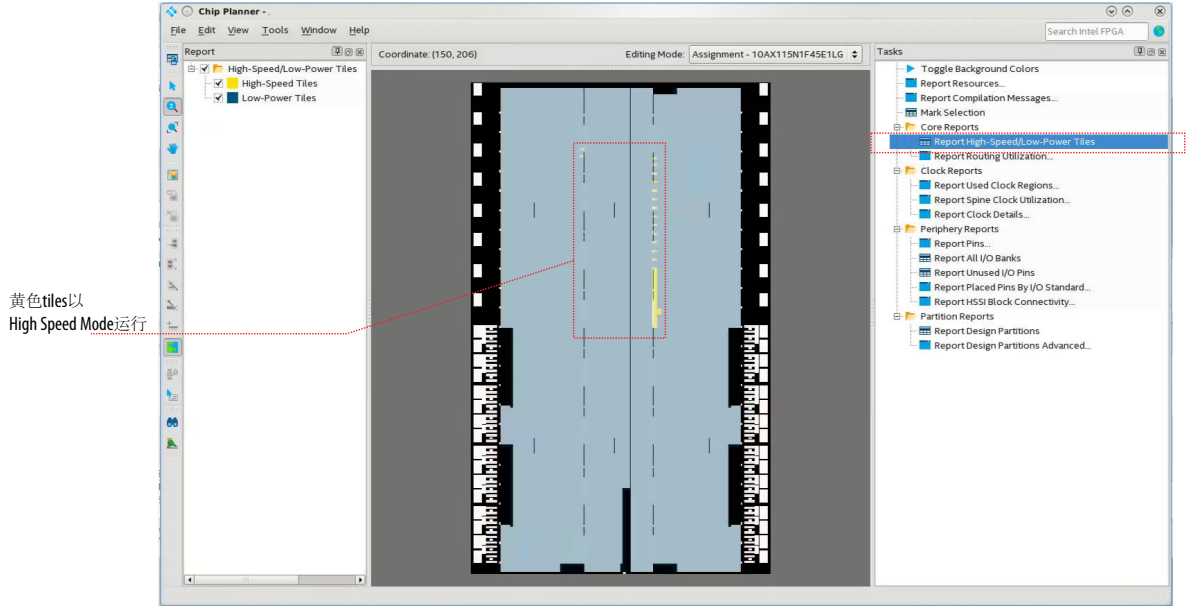 Chip Planner - .
File Edit View Tools Window Help
Search Intel FPGA
Report
Coordinate: (150, 206)
Editing Mode: Assignment - 10AX115N1F45E1LG
Tasks
High-Speed/Low-Power Tiles
High-Speed Tiles
Low-Power Tiles
Toggle Background Colors
Report Resources...
Report Compilation Messages...
Mark Selection
Core Reports
Report High-Speed/Low-Power Tiles
Report Routing Utilization...
Clock Reports
Report Used Clock Regions...
Report Spine Clock Utilization...
Report Clock Details...
Periphery Reports
Report Pins...
Report All I/O Banks
Report Unused I/O Pins
Report Placed Pins By I/O Standard...
Report HSSI Block Connectivity...
Partition Reports
Report Design Partitions
Report Design Partitions Advanced...
黄色tiles以
High Speed Mode运行